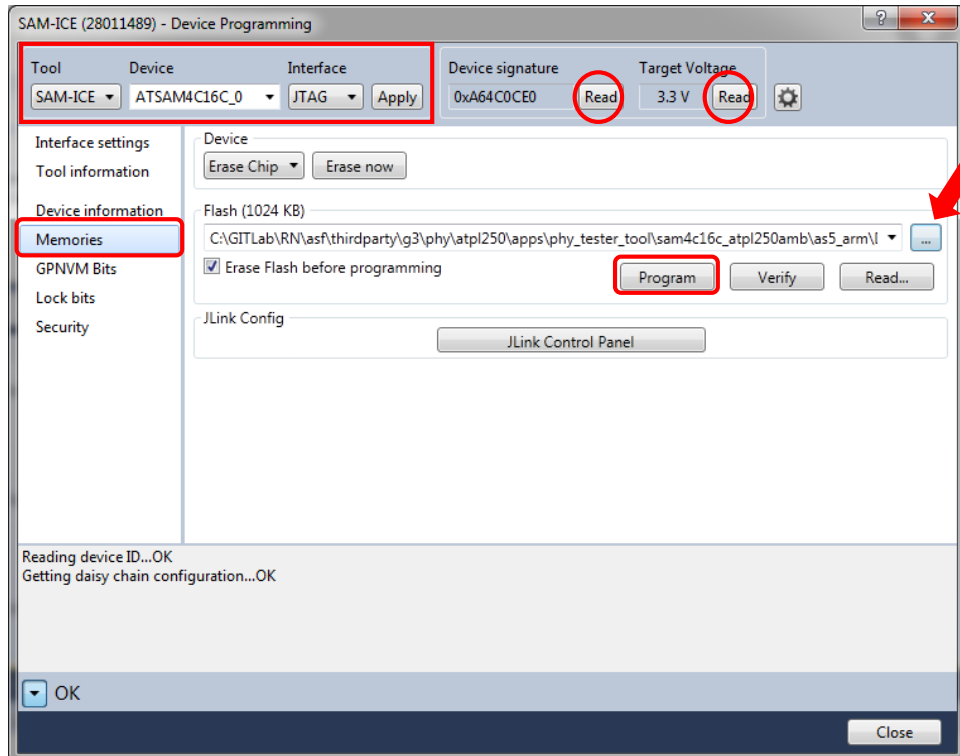 SAM-ICE (28011489) - Device Programming
Tool Device Interface Device signature Target Voltage
SAM-ICE ATSAM4C16C_0 JTAG Apply 0xA64C0CE0 Read 3.3 V Read
Interface settings
Tool information
Device information
Memories
GPNVM Bits
Lock bits
Security
Device
Erase Chip Erase now
Flash (1024 KB)
C:\GITLab\RN\asf\thirdparty\g3\phy\atpl250\apps\phy_tester_tool\sam4c16c_atpl250amb\as5_arm\ ...
Erase Flash before programming
Program Verify Read...
JLink Config
JLink Control Panel
Reading device ID...OK
Getting daisy chain configuration...OK
OK
Close